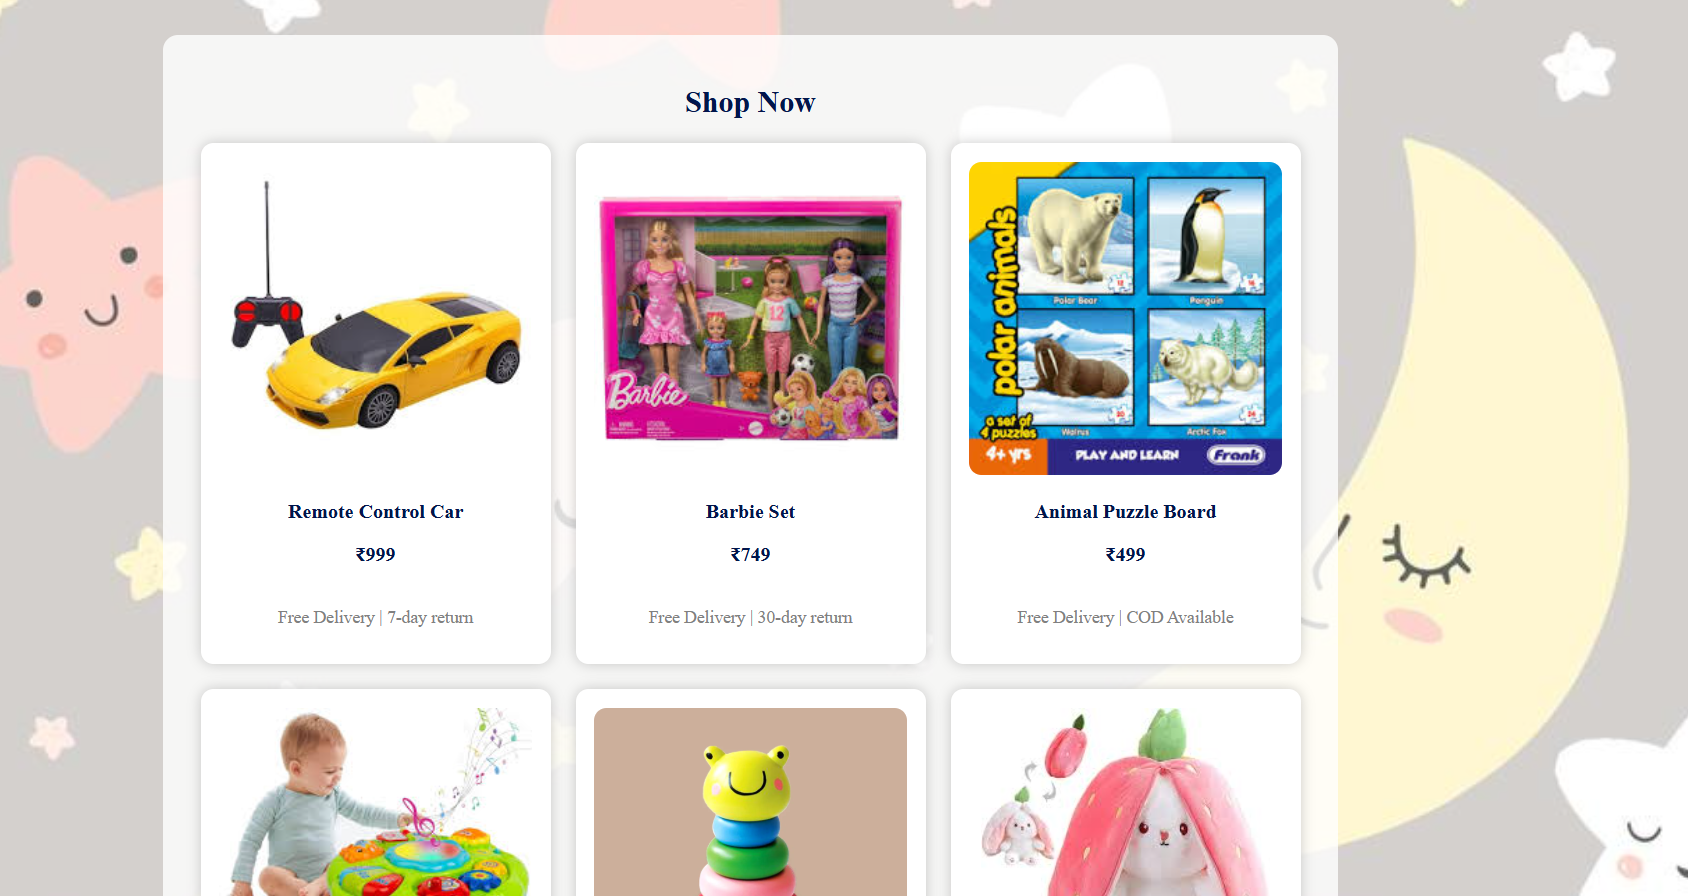 Shop Now
12
Barbie
polar animals
Polar Bear
Penguin
Walrus
Arctic Fox
a set of
4 puzzles
4+ yrs
PLAY AND LEARN
Frank
Remote Control Car
Barbie Set
Animal Puzzle Board
₹999
₹749
₹499
Free Delivery | 7-day return
Free Delivery | 30-day return
Free Delivery | COD Available